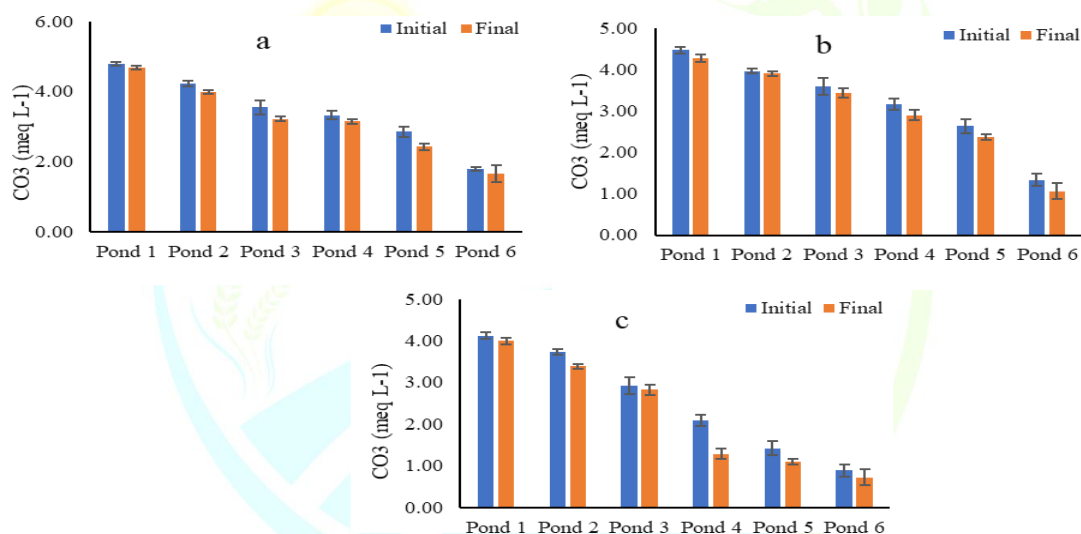 a
Initial Final
CO3 (meq L-1)
6.00
4.00
2.00
0.00
Pond 1 Pond 2 Pond 3 Pond 4 Pond 5 Pond 6
b
Initial Final
CO3 (meq L-1)
5.00
4.00
3.00
2.00
1.00
0.00
Pond 1 Pond 2 Pond 3 Pond 4 Pond 5 Pond 6
c
Initial Final
CO3 (meq L-1)
5.00
4.00
3.00
2.00
1.00
0.00
Pond 1 Pond 2 Pond 3 Pond 4 Pond 5 Pond 6